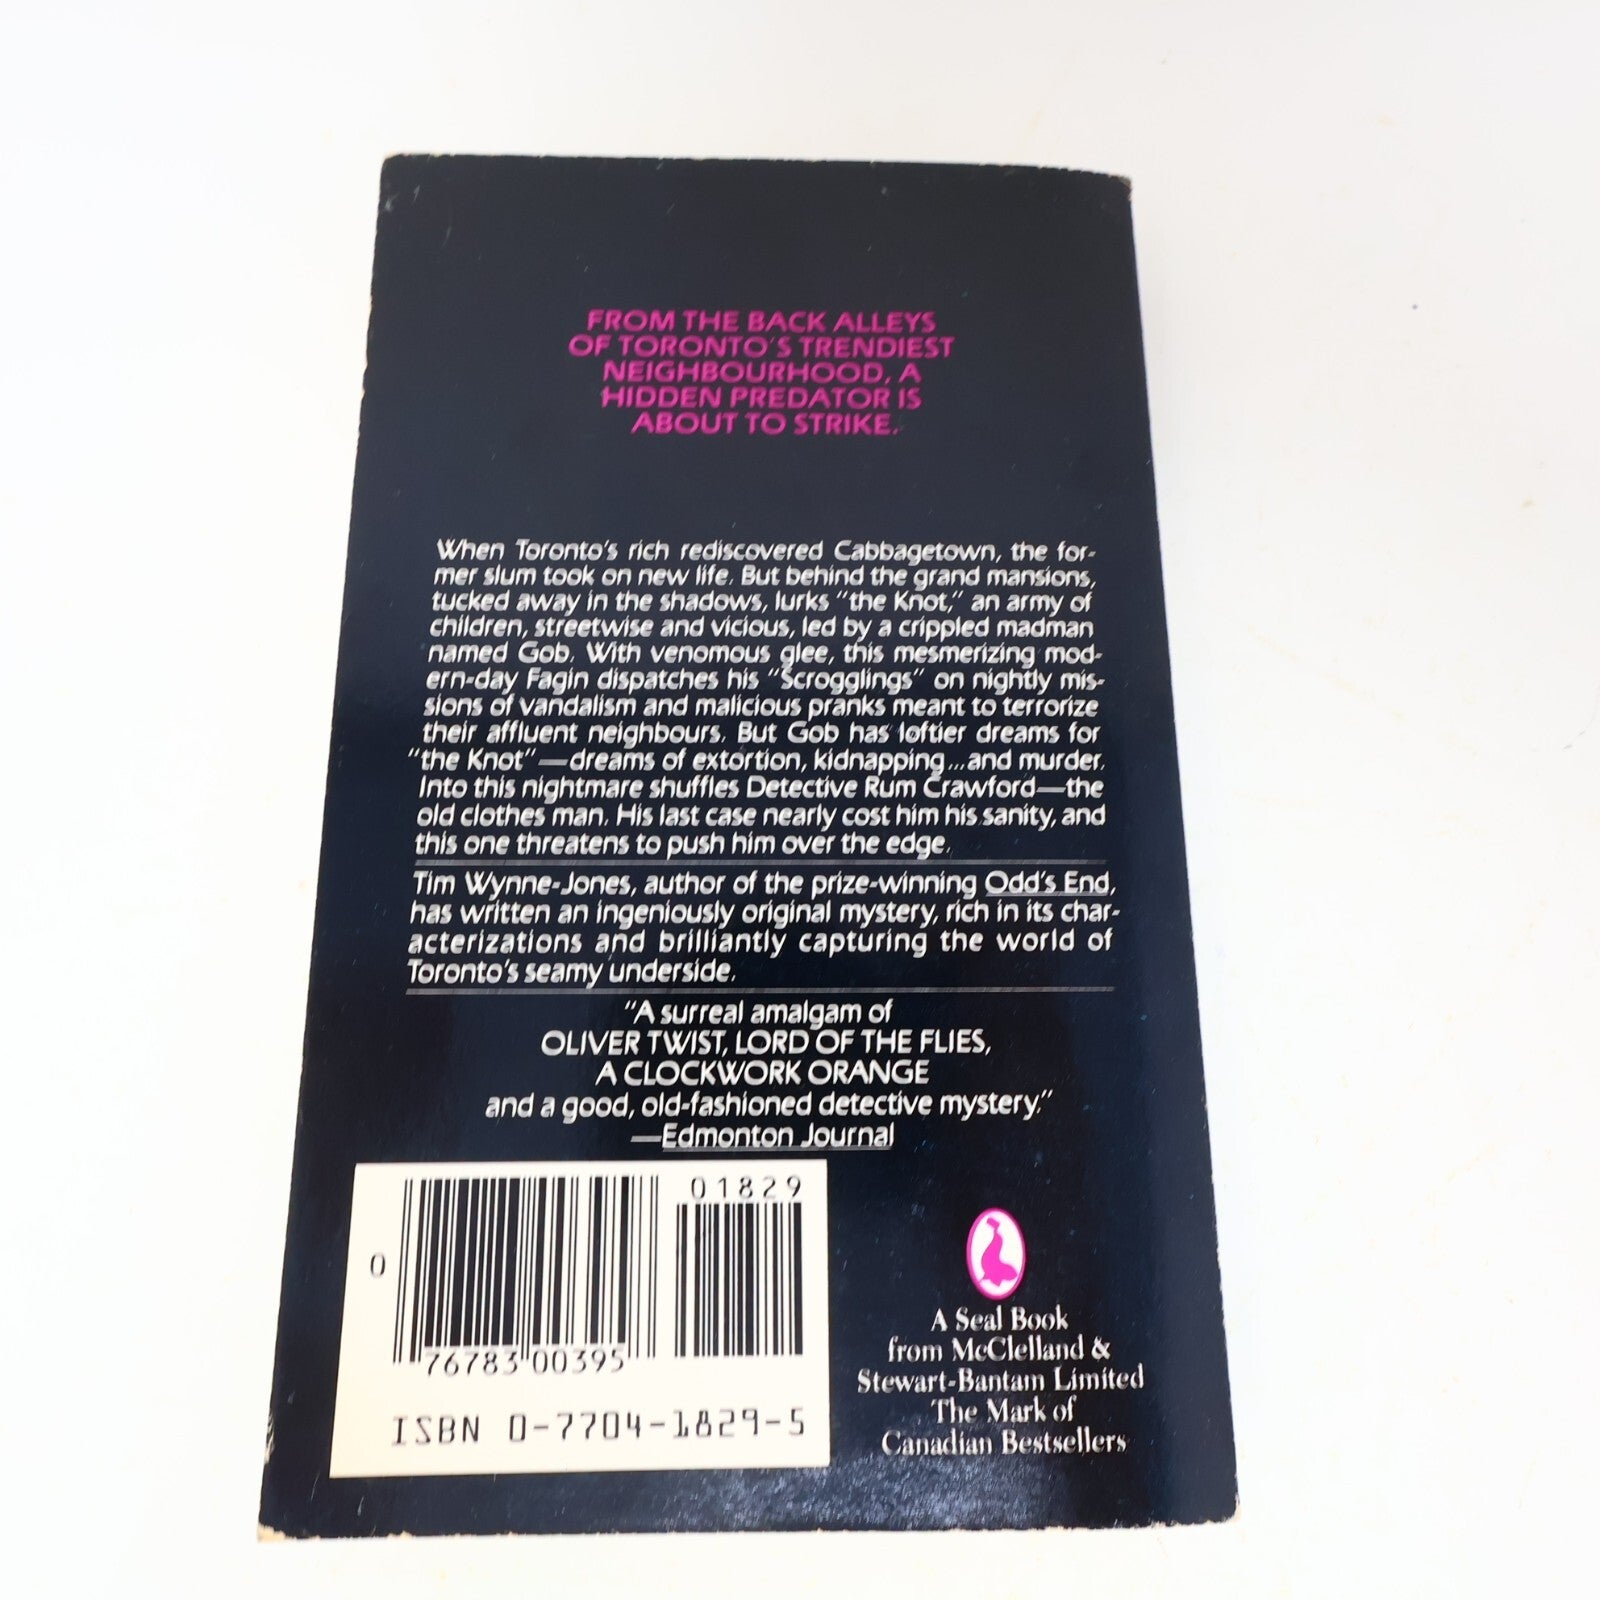 FROM THE BACK ALLEYS
OF TORONTO'S TRENDIEST
NEIGHBOURHOOD, A
HIDDEN PREDATOR IS
ABOUT TO STRIKE.
When Toronto's rich rediscovered Cabbagetown, the for-
mer slum took on new life. But behind the grand mansions,
tucked away in the shadows, lurks "the Knot," an army of
children, streetwise and vicious, led by a crippled madman
named Gob. With venomous glee, this mesmerizing mod-
ern-day Fagin dispatches his "Scrogglings" on nightly mis-
sions of vandalism and malicious pranks meant to terrorize
their affluent neighbours. But Gob has loftier dreams for
"the Knot"—dreams of extortion, kidnapping...and murder.
Into this nightmare shuffles Detective Rum Crawford—the
old clothes man. His last case nearly cost him his sanity, and
this one threatens to push him over the edge.
Tim Wynne-Jones, author of the prize-winning Odd's End,
has written an ingeniously original mystery, rich in its char-
acterizations and brilliantly capturing the world of
Toronto's seamy underside.
"A surreal amalgam of
OLIVER TWIST, LORD OF THE FLIES,
A CLOCKWORK ORANGE
and a good, old-fashioned detective mystery."
—Edmonton Journal
01829
0
76783 00395
ISBN 0-7704-1829-5
A Seal Book
from McClelland &
Stewart-Bantam Limited
The Mark of
Canadian Bestsellers